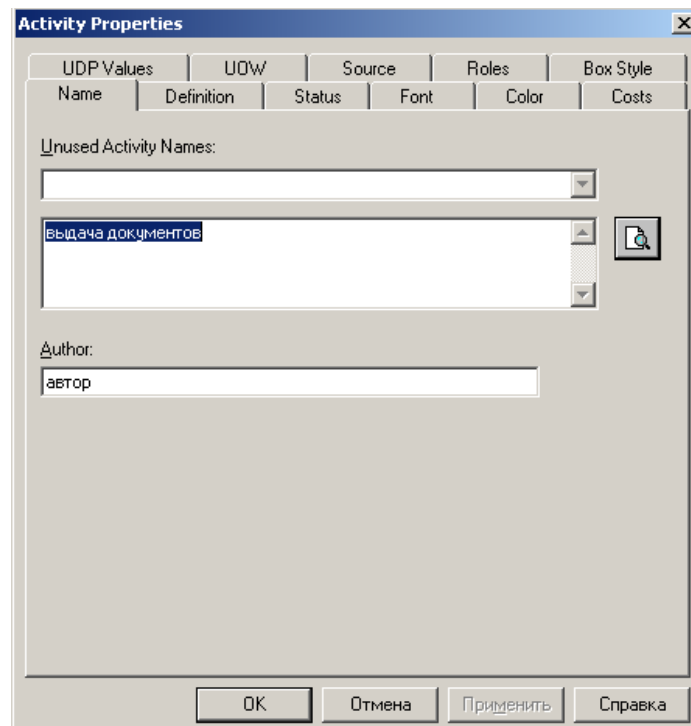 Activity Properties
UDP Values UOW Source Roles Box Style
Name Definition Status Font Color Costs
Unused Activity Names:
выдача документов
Author:
автор
OK Отмена Применить Справка